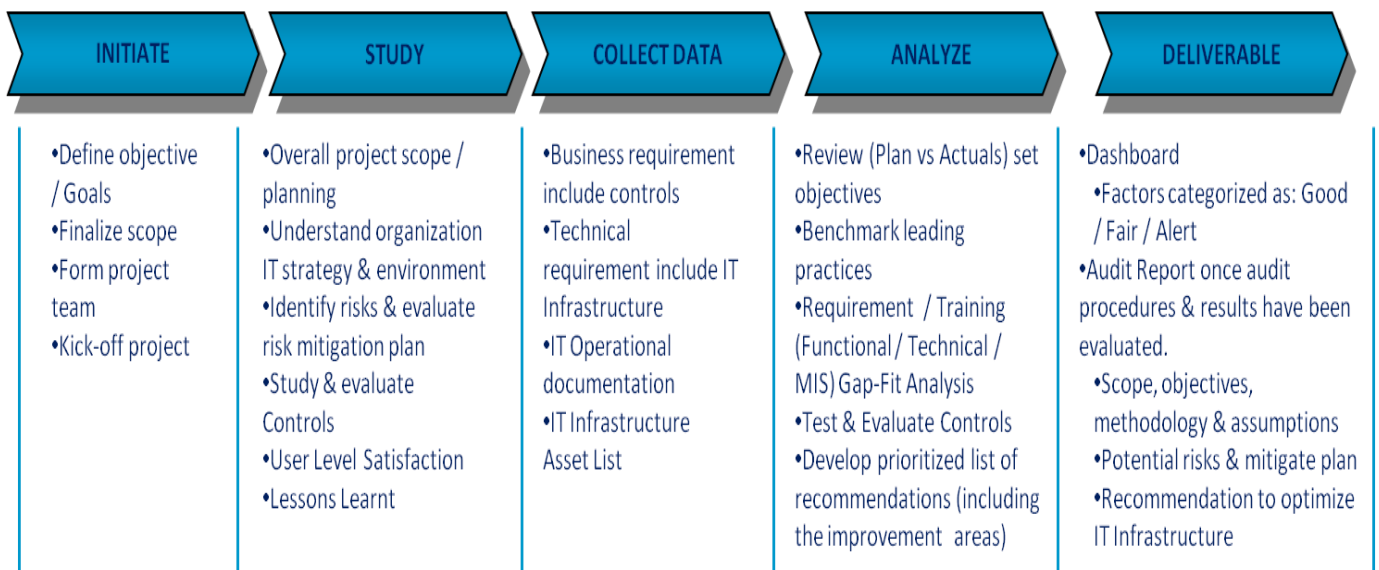 INITIATE
STUDY
COLLECT DATA
ANALYZE
DELIVERABLE
•Define objective
/ Goals
•Finalize scope
•Form project
team
•Kick-off project
•Overall project scope /
planning
•Understand organization
IT strategy & environment
•Identify risks & evaluate
risk mitigation plan
•Study & evaluate
Controls
•User Level Satisfaction
•Lessons Learnt
•Business requirement
include controls
•Technical
requirement include IT
Infrastructure
•IT Operational
documentation
•IT Infrastructure
Asset List
•Review (Plan vs Actuals) set
objectives
•Benchmark leading
practices
•Requirement / Training
(Functional / Technical /
MIS) Gap-Fit Analysis
•Test & Evaluate Controls
•Develop prioritized list of
recommendations (including
the improvement areas)
•Dashboard
•Factors categorized as: Good
/ Fair / Alert
•Audit Report once audit
procedures & results have been
evaluated.
•Scope, objectives,
methodology & assumptions
•Potential risks & mitigate plan
•Recommendation to optimize
IT Infrastructure